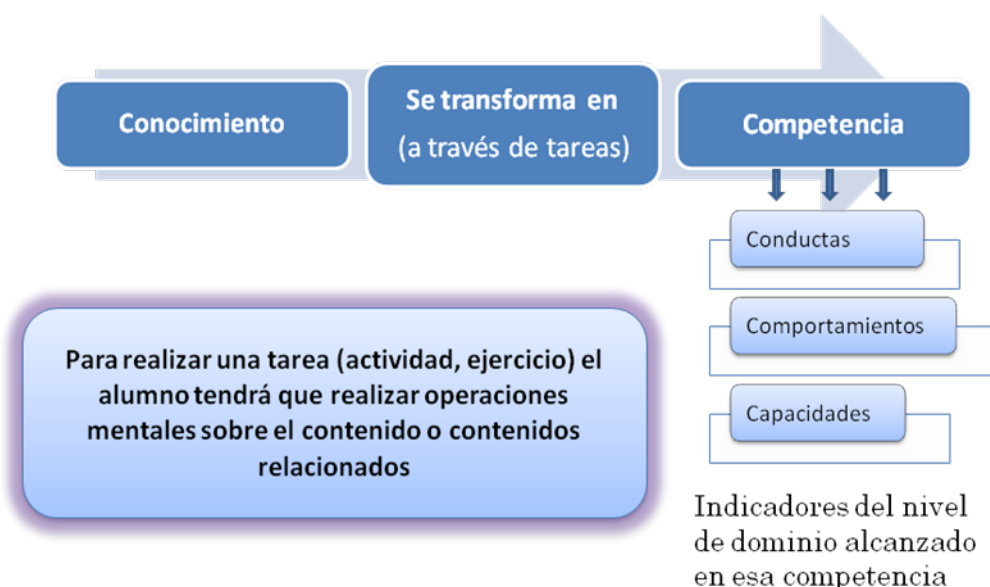 Conocimiento
Se transforma en
(a través de tareas)
Competencia
Conductas
Comportamientos
Capacidades
Para realizar una tarea (actividad, ejercicio) el
alumno tendrá que realizar operaciones
mentales sobre el contenido o contenidos
relacionados
Indicadores del nivel
de dominio alcanzado
en esa competencia